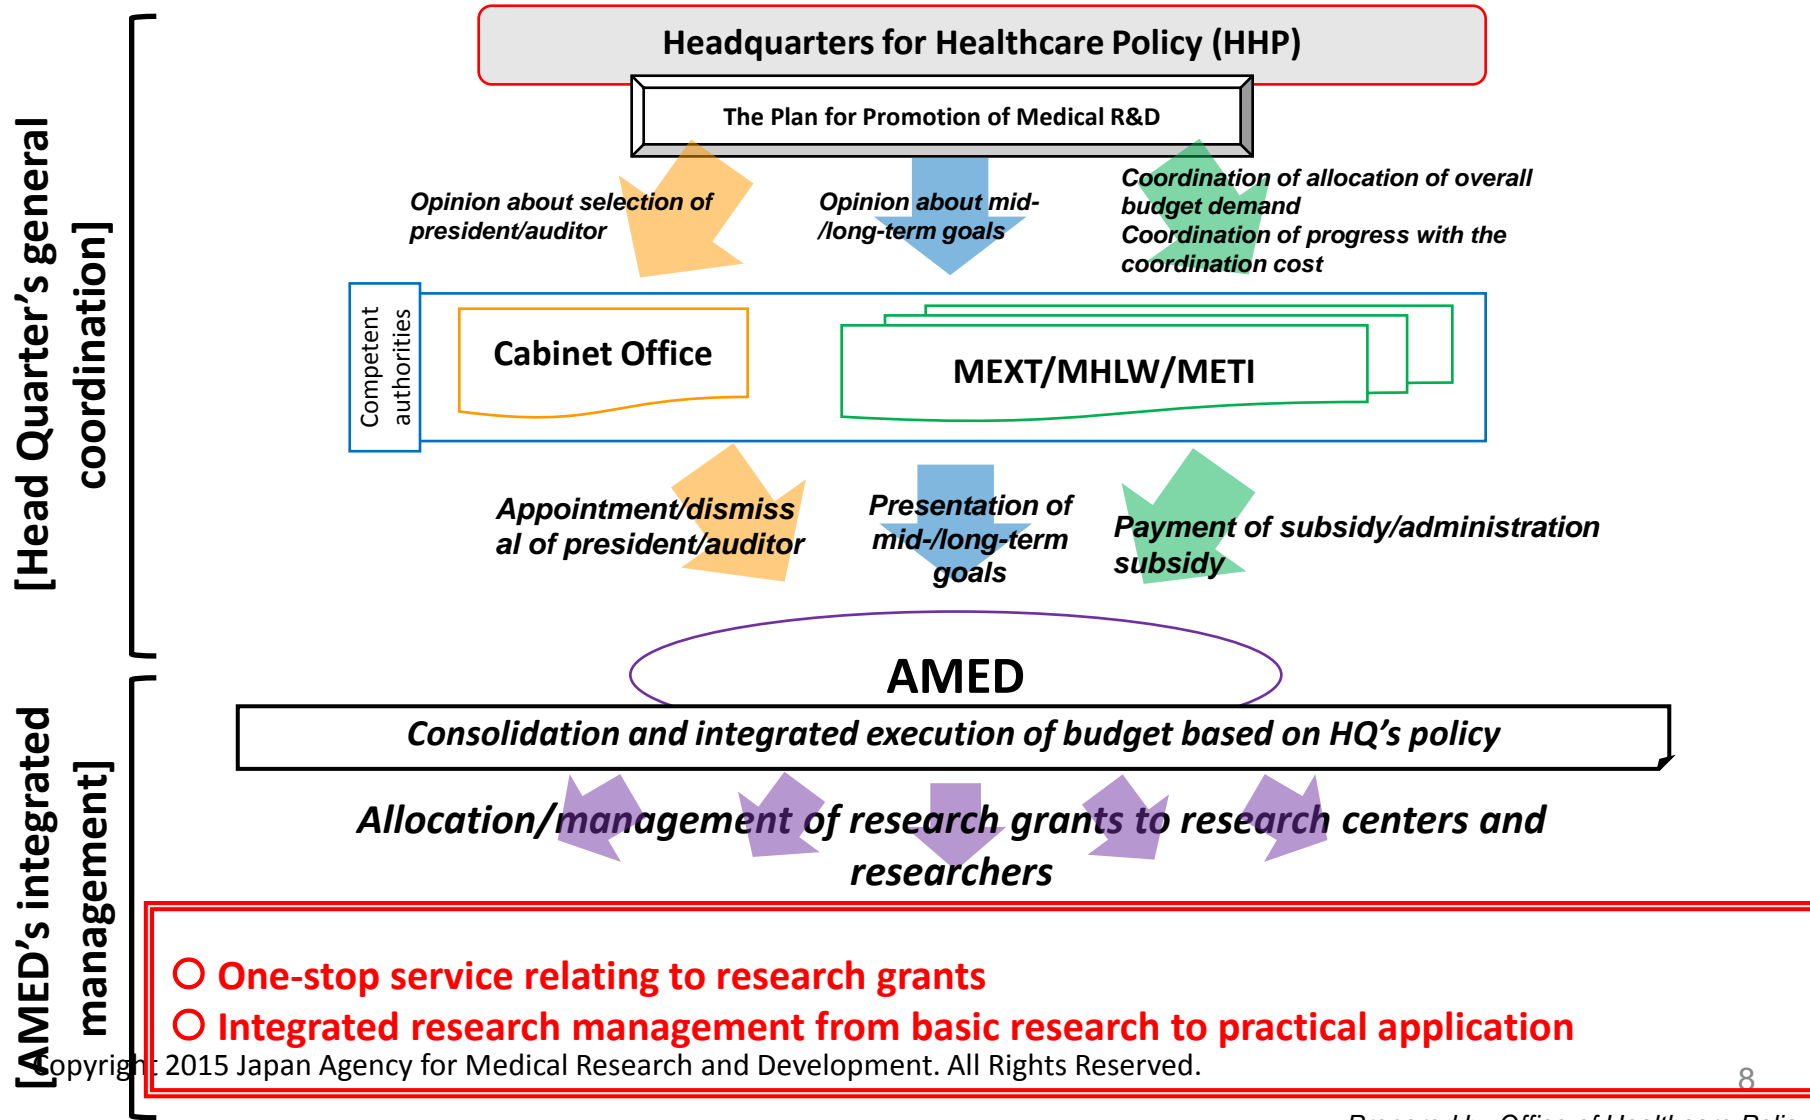 Headquarters for Healthcare Policy (HHP)
The Plan for Promotion of Medical R&D
[Head Quarter's general
coordination]
Opinion about selection of
president/auditor
Opinion about mid-
/long-term goals
Coordination of allocation of overall
budget demand
Coordination of progress with the
coordination cost
Competent
authorities
Cabinet Office
MEXT/MHLW/METI
Appointment/dismiss
al of president/auditor
Presentation of
mid-/long-term
goals
Payment of subsidy/administration
subsidy
AMED
Consolidation and integrated execution of budget based on HQ's policy
[AMED's integrated
management]
Allocation/management of research grants to research centers and
researchers
○ One-stop service relating to research grants
○ Integrated research management from basic research to practical application
Copyright 2015 Japan Agency for Medical Research and Development. All Rights Reserved.
8